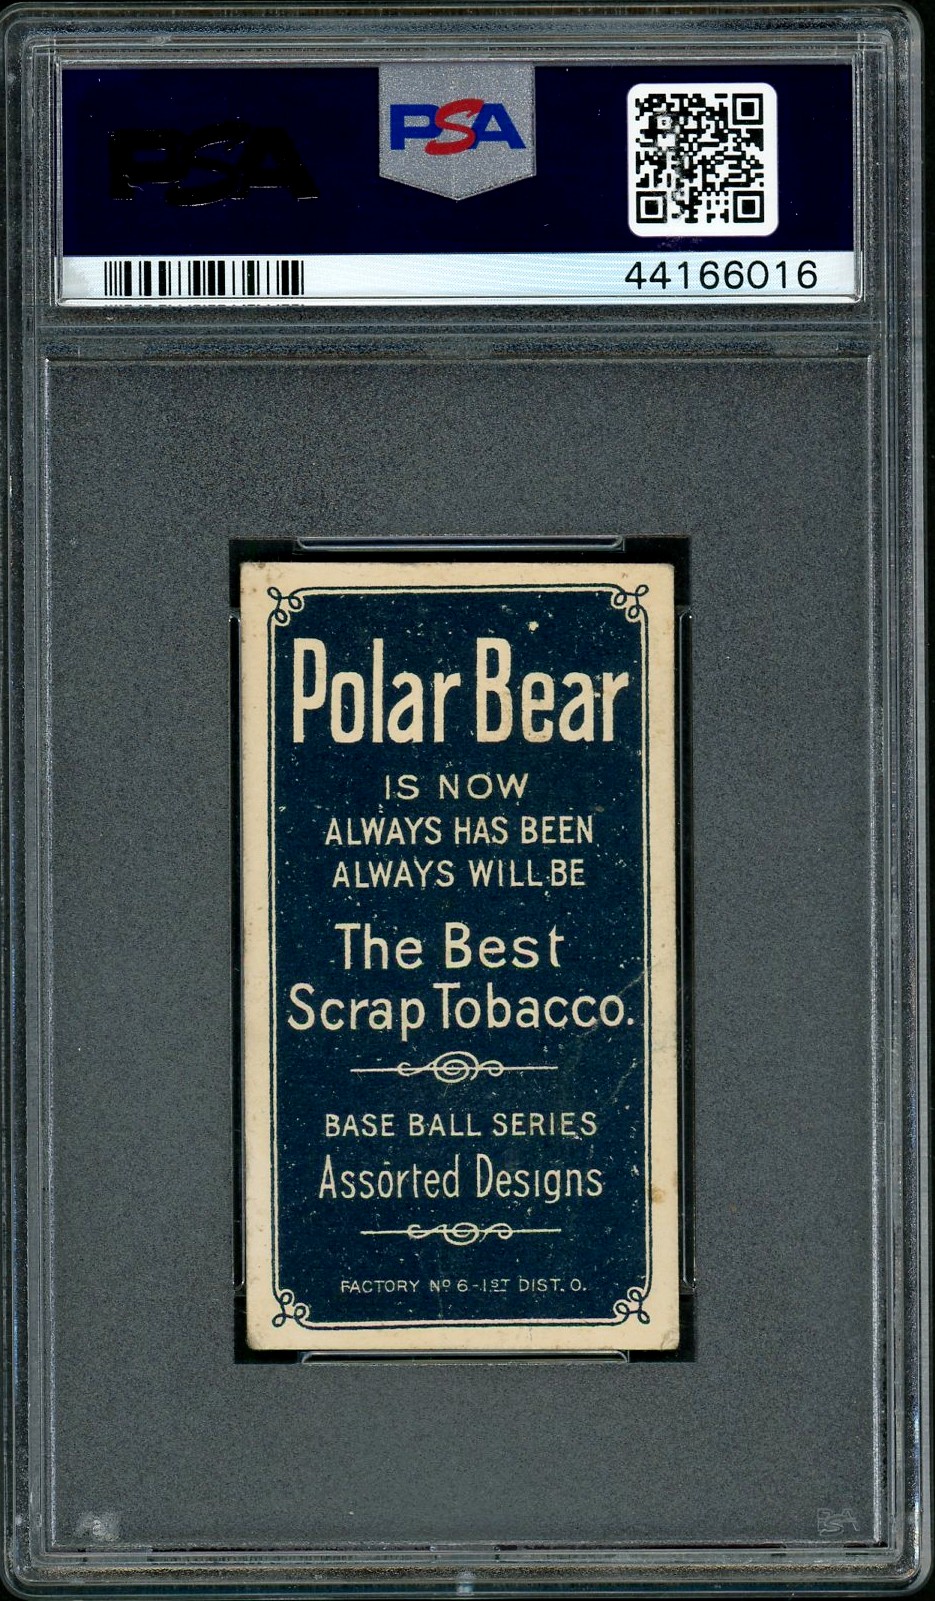 PSA
PSA
44166016
Polar Bear
IS NOW
ALWAYS HAS BEEN
ALWAYS WILL BE
The Best
Scrap Tobacco.
BASE BALL SERIES
Assorted Designs
FACTORY Nº 6-1ST DIST. O.
PSA